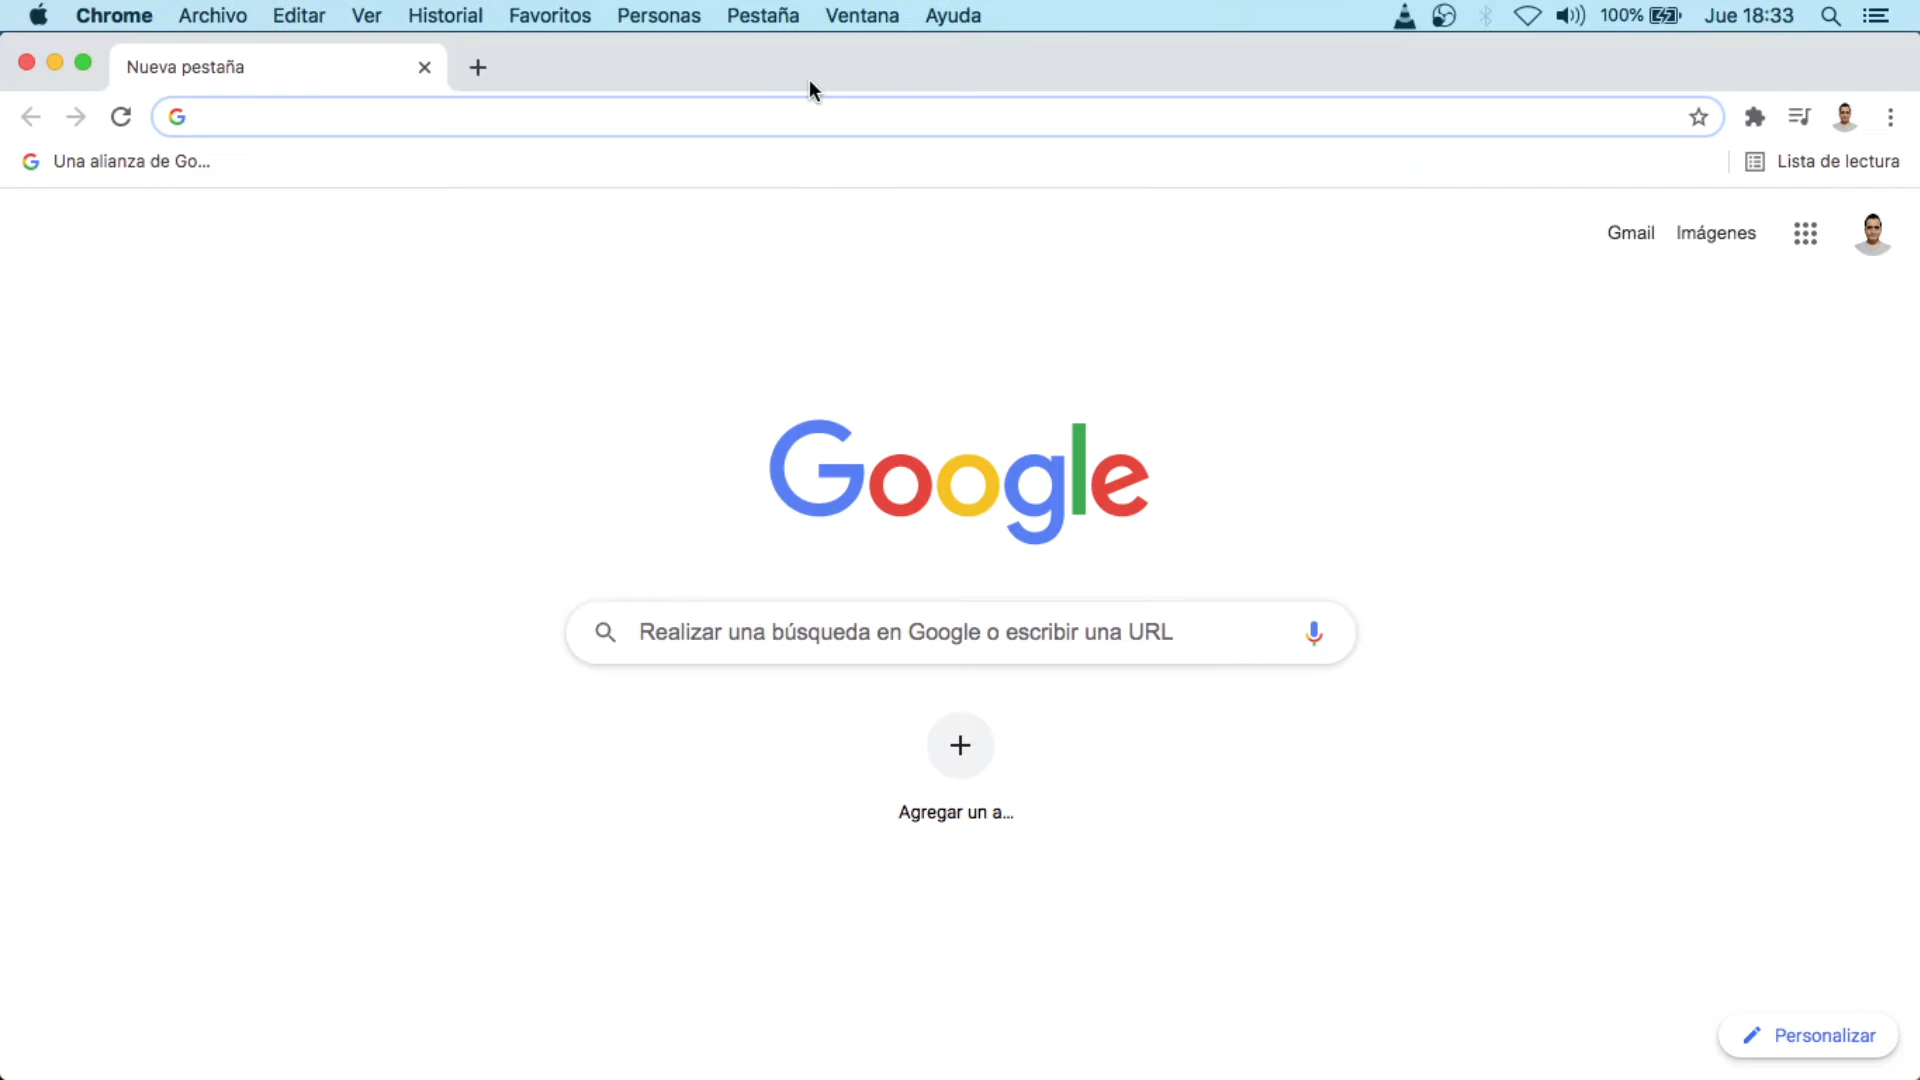 Chrome Archivo Editar Ver Historial Favoritos Personas Pestaña Ventana Ayuda 100% Jue 18:33
Nueva pestaña
Una alianza de Go... Lista de lectura
Gmail Imágenes
Google
Realizar una búsqueda en Google o escribir una URL
Agregar un a...
Personalizar